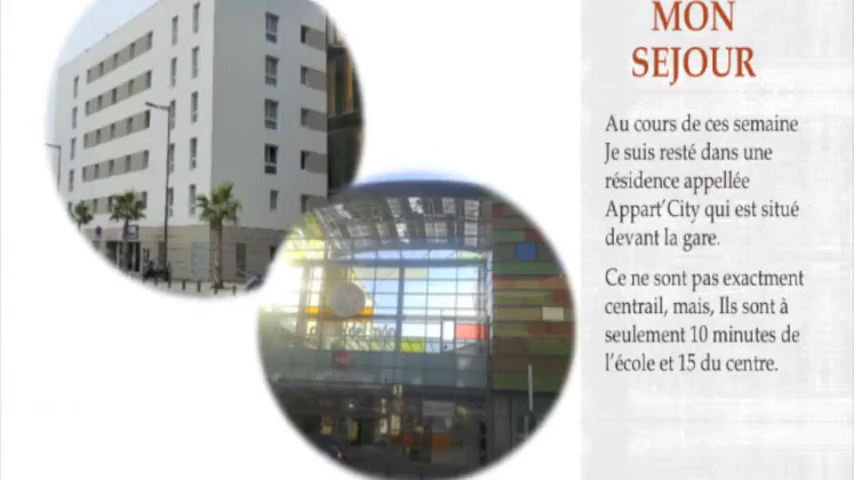 MON
SEJOUR
Au cours de ces semaine
Je suis resté dans une
résidence appellée
Appart'City qui est situé
devant la gare.
Ce ne sont pas exactment
centrail, mais, Ils sont à
seulement 10 minutes de
l'école et 15 du centre.